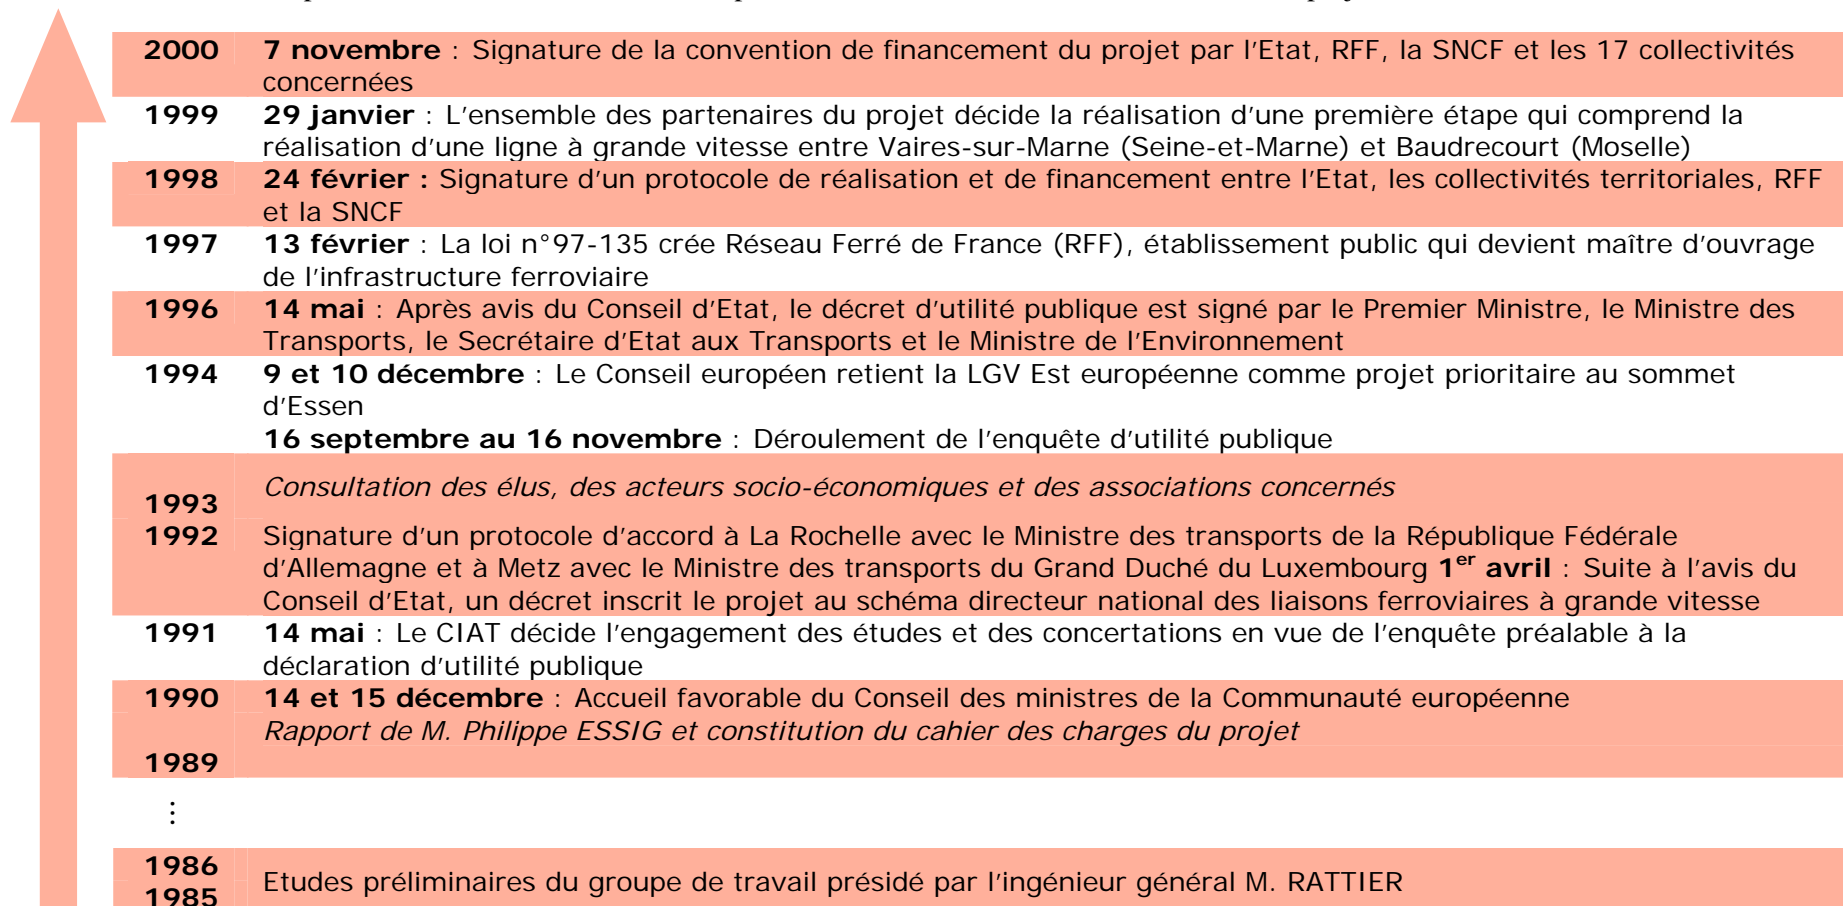 2000 7 novembre : Signature de la convention de financement du projet par l'Etat, RFF, la SNCF et les 17 collectivités
concernées
1999 29 janvier : L'ensemble des partenaires du projet décide la réalisation d'une première étape qui comprend la
réalisation d'une ligne à grande vitesse entre Vaires-sur-Marne (Seine-et-Marne) et Baudrecourt (Moselle)
1998 24 février : Signature d'un protocole de réalisation et de financement entre l'Etat, les collectivités territoriales, RFF
et la SNCF
1997 13 février : La loi n°97-135 crée Réseau Ferré de France (RFF), établissement public qui devient maître d'ouvrage
de l'infrastructure ferroviaire
1996 14 mai : Après avis du Conseil d'Etat, le décret d'utilité publique est signé par le Premier Ministre, le Ministre des
Transports, le Secrétaire d'Etat aux Transports et le Ministre de l'Environnement
1994 9 et 10 décembre : Le Conseil européen retient la LGV Est européenne comme projet prioritaire au sommet
d'Essen
16 septembre au 16 novembre : Déroulement de l'enquête d'utilité publique
Consultation des élus, des acteurs socio-économiques et des associations concernés
1993
1992 Signature d'un protocole d'accord à La Rochelle avec le Ministre des transports de la République Fédérale
d'Allemagne et à Metz avec le Ministre des transports du Grand Duché du Luxembourg 1er avril : Suite à l'avis du
Conseil d'Etat, un décret inscrit le projet au schéma directeur national des liaisons ferroviaires à grande vitesse
1991 14 mai : Le CIAT décide l'engagement des études et des concertations en vue de l'enquête préalable à la
déclaration d'utilité publique
1990 14 et 15 décembre : Accueil favorable du Conseil des ministres de la Communauté européenne
Rapport de M. Philippe ESSIG et constitution du cahier des charges du projet
1989
⋮
1986
Etudes préliminaires du groupe de travail présidé par l'ingénieur général M. RATTIER
1985